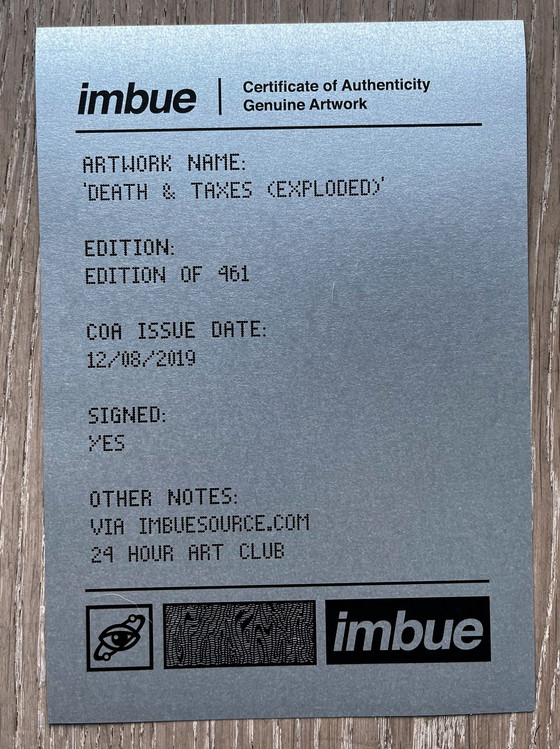 imbue
Certificate of Authenticity
Genuine Artwork
ARTWORK NAME:
'DEATH & TAXES (EXPLODED)'
EDITION:
EDITION OF 461
COA ISSUE DATE:
12/08/2019
SIGNED:
YES
OTHER NOTES:
VIA IMBUESOURCE.COM
24 HOUR ART CLUB
imbue